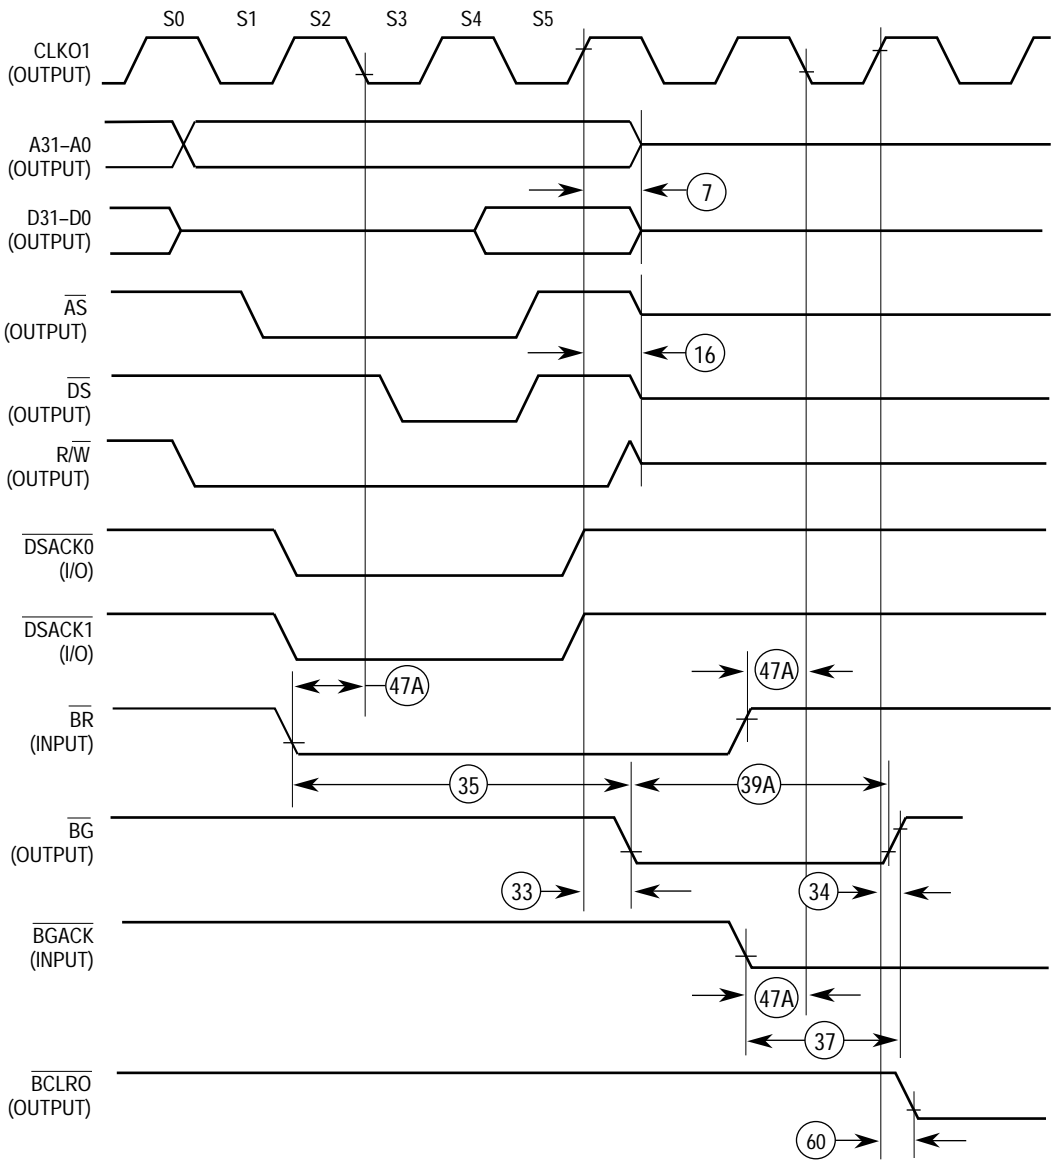 S0 S1 S2 S3 S4 S5
CLKO1
(OUTPUT)
A31–A0
(OUTPUT)
7
D31–D0
(OUTPUT)
AS
(OUTPUT)
16
DS
(OUTPUT)
R/W
(OUTPUT)
DSACK0
(I/O)
DSACK1
(I/O)
47A 47A
BR
(INPUT)
35 39A
BG
(OUTPUT)
33 34
BGACK
(INPUT)
47A
37
BCLRO
(OUTPUT)
60